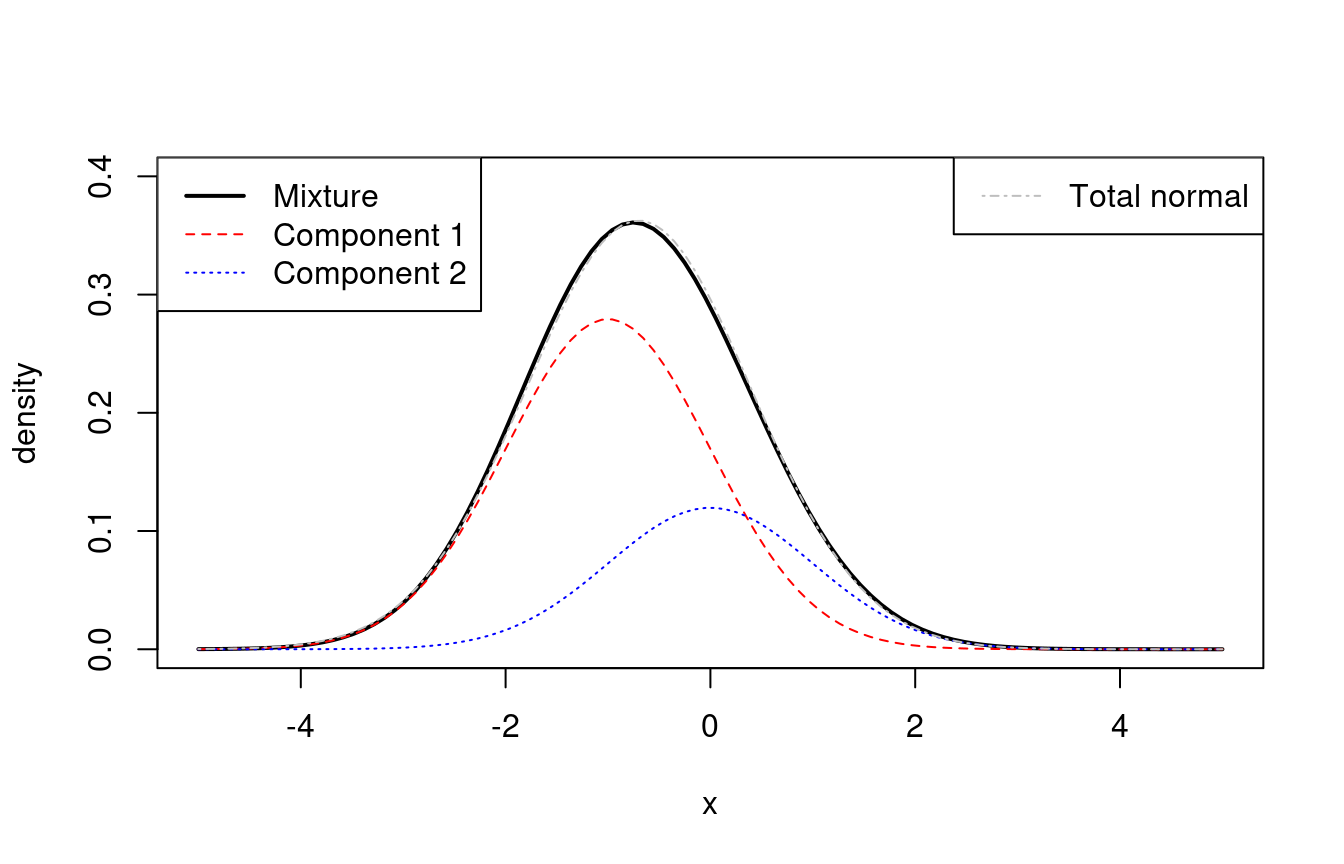 Mixture
Component 1
Component 2
Total normal
density
0.4
0.3
0.2
0.1
0.0
-4 -2 0 2 4
x